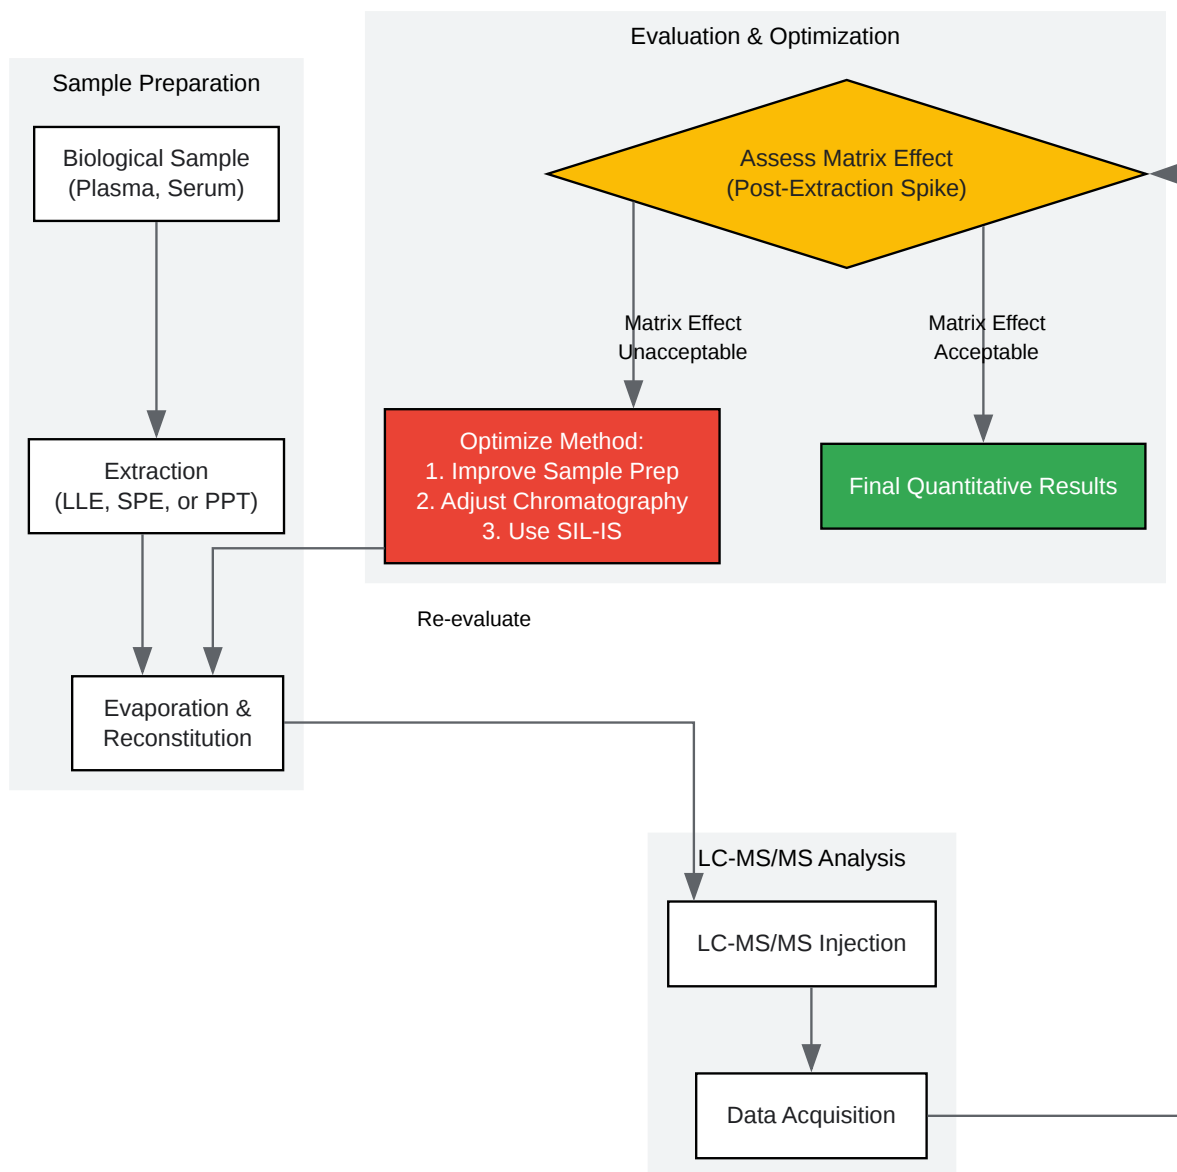 Sample Preparation
Biological Sample
(Plasma, Serum)
Extraction
(LLE, SPE, or PPT)
Evaporation &
Reconstitution
Evaluation & Optimization
Assess Matrix Effect
(Post-Extraction Spike)
Matrix Effect
Unacceptable
Matrix Effect
Acceptable
Optimize Method:
1. Improve Sample Prep
2. Adjust Chromatography
3. Use SIL-IS
Final Quantitative Results
Re-evaluate
LC-MS/MS Analysis
LC-MS/MS Injection
Data Acquisition